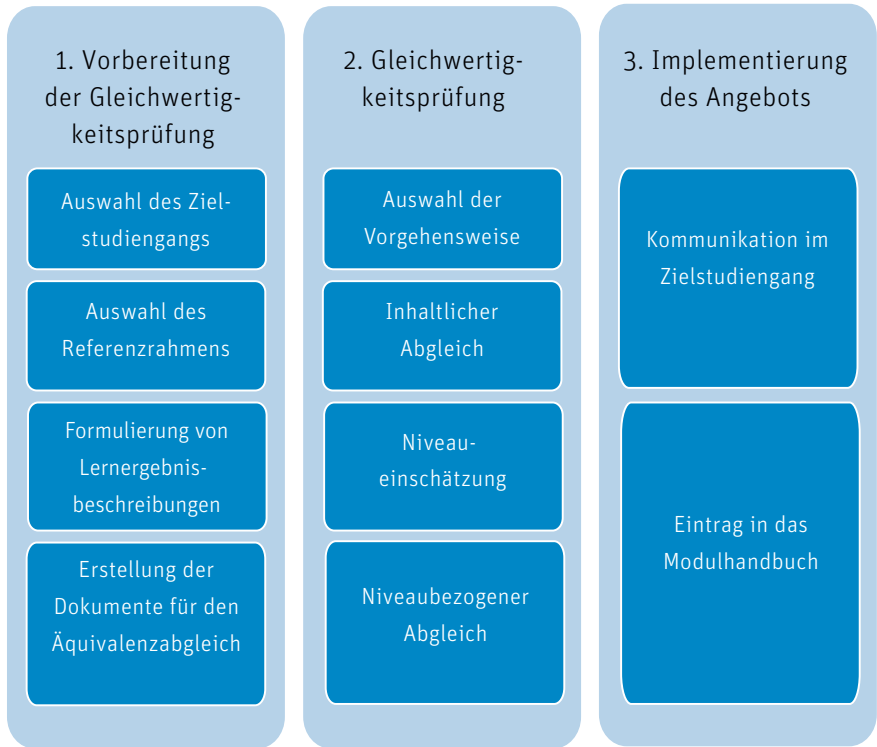 1. Vorbereitung
der Gleichwertig-
keitsprüfung
Auswahl des Ziel-
studiengangs
Auswahl des
Referenzrahmens
Formulierung von
Lernergebnis-
beschreibungen
Erstellung der
Dokumente für den
Äquivalenzabgleich
2. Gleichwertig-
keitsprüfung
Auswahl der
Vorgehensweise
Inhaltlicher
Abgleich
Niveau-
einschätzung
Niveaubezogener
Abgleich
3. Implementierung
des Angebots
Kommunikation im
Zielstudiengang
Eintrag in das
Modulhandbuch